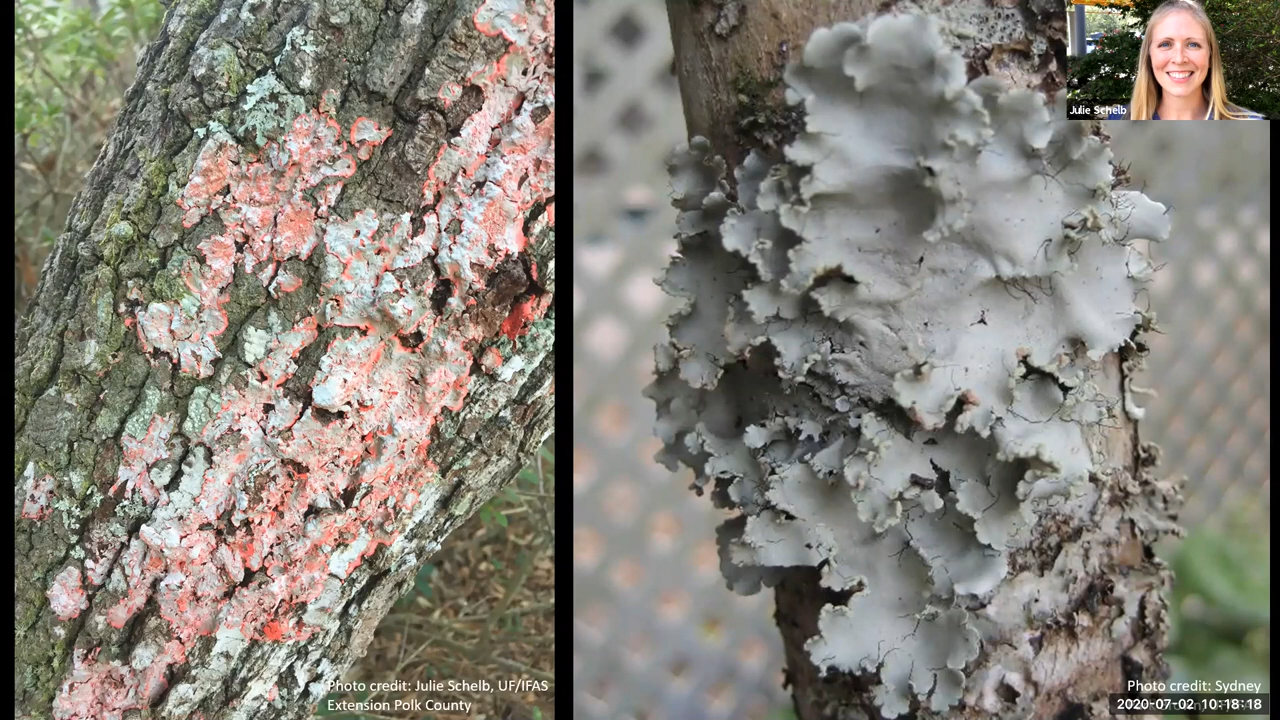 Julie Schelb
Photo credit: Julie Schelb, UF/IFAS
Extension Polk County
Photo credit: Sydney
2020-07-02 10:18:18